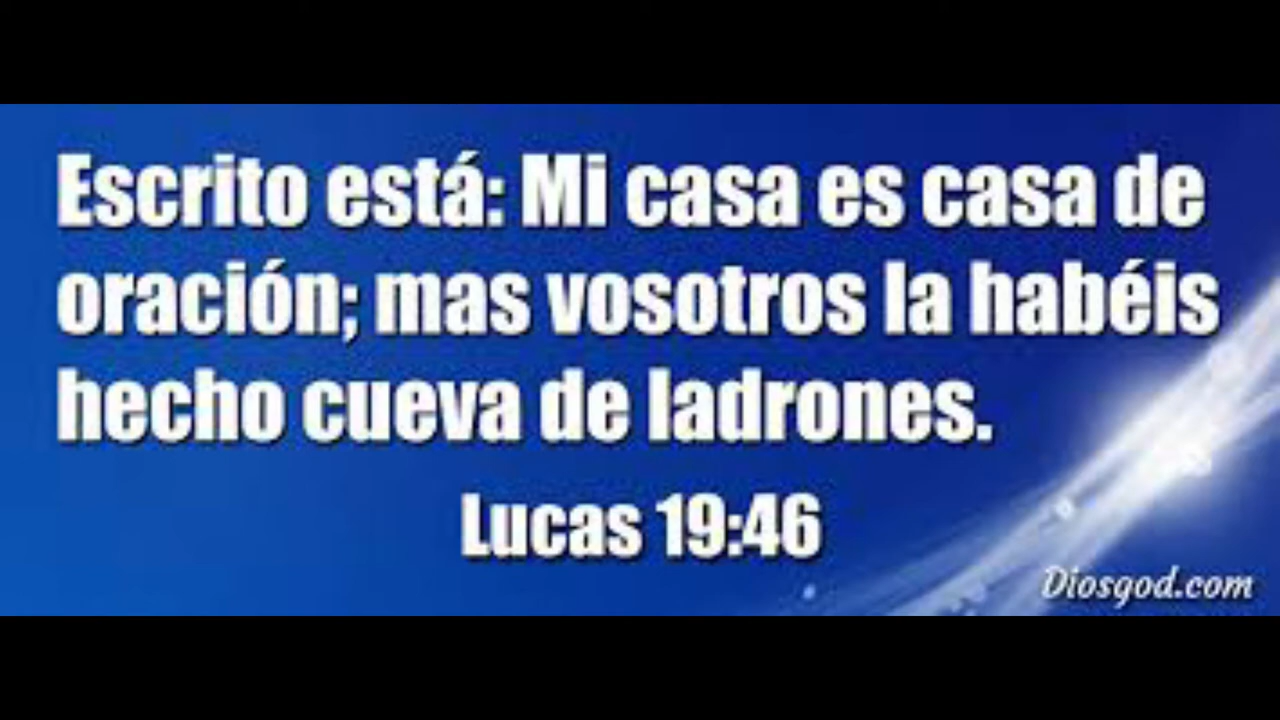 Escrito está: Mi casa es casa de
oración; mas vosotros la habéis
hecho cueva de ladrones.
Lucas 19:46
Diosgod.com